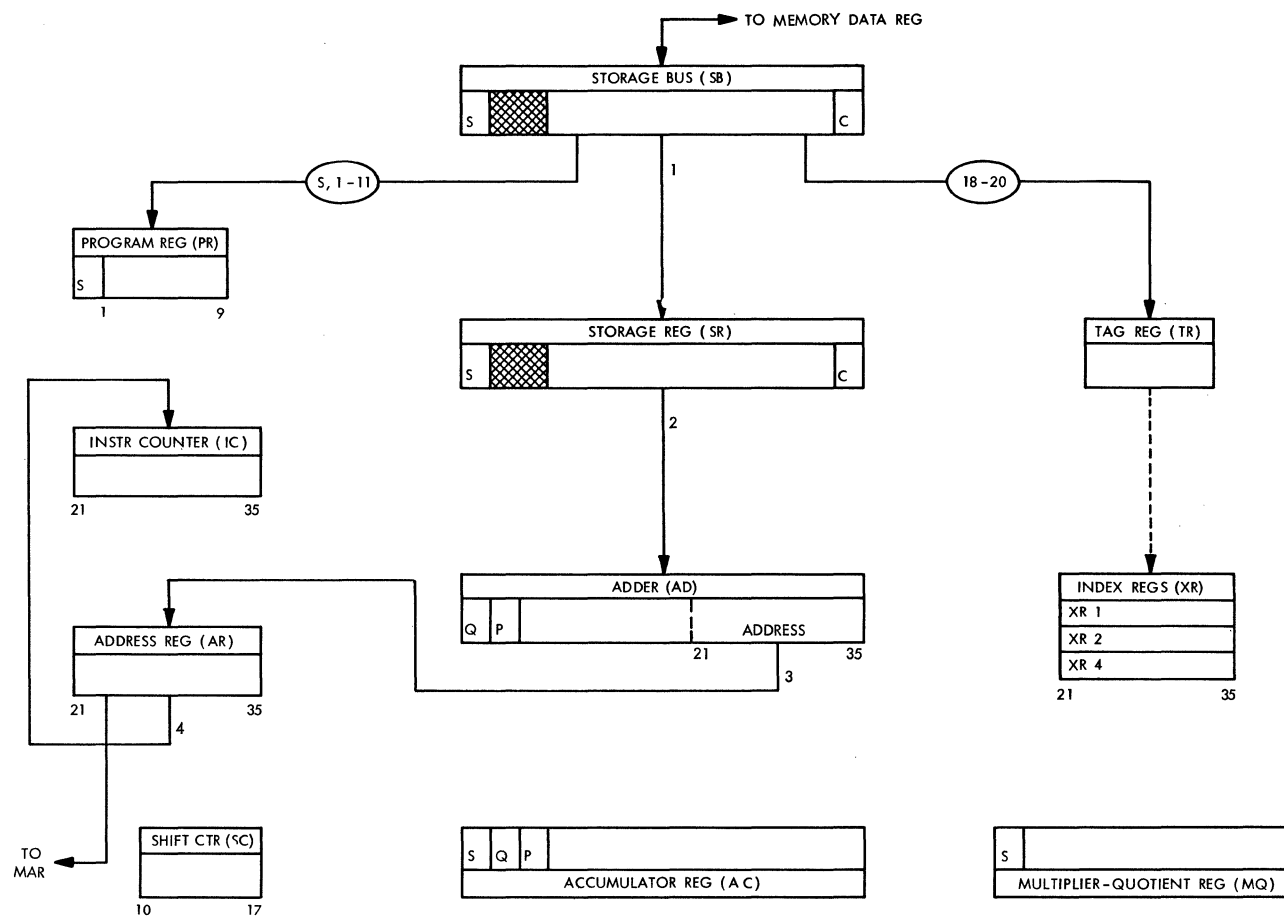 TO MEMORY DATA REG
STORAGE BUS (SB)
S
C
S, 1-11
1
18-20
PROGRAM REG (PR)
S
1 9
STORAGE REG (SR)
S
C
TAG REG (TR)
2
INSTR COUNTER (IC)
21 35
ADDER (AD)
Q P
ADDRESS
21 35
3
INDEX REGS (XR)
XR 1
XR 2
XR 4
21 35
ADDRESS REG (AR)
21 35
4
TO
MAR
SHIFT CTR (SC)
10 17
S Q P
ACCUMULATOR REG (AC)
S
MULTIPLIER-QUOTIENT REG (MQ)